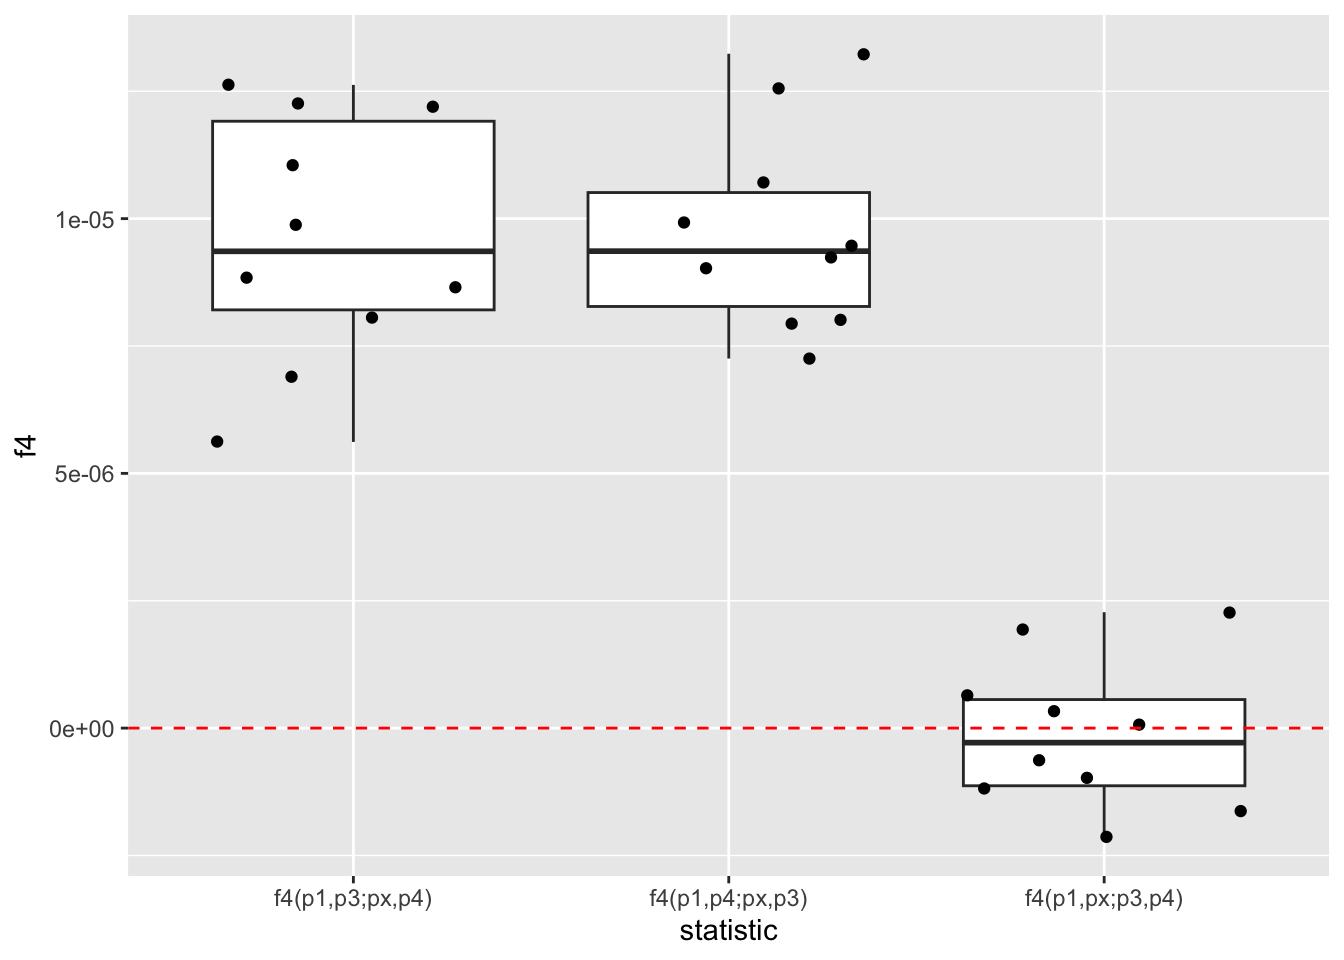 f4
1e-05
5e-06
0e+00
f4(p1,p3;px,p4)
f4(p1,p4;px,p3)
f4(p1,px;p3,p4)
statistic